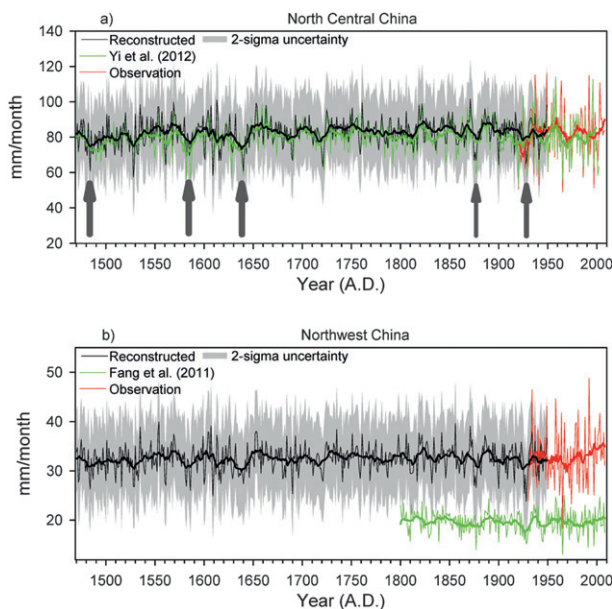 a) North Central China
Reconstructed 2-sigma uncertainty
Yi et al. (2012)
Observation
mm/month
140
120
100
80
60
40
20
1500 1550 1600 1650 1700 1750 1800 1850 1900 1950 2000
Year (A.D.)
b) Northwest China
Reconstructed 2-sigma uncertainty
Fang et al. (2011)
Observation
mm/month
50
40
30
20
1500 1550 1600 1650 1700 1750 1800 1850 1900 1950 2000
Year (A.D.)